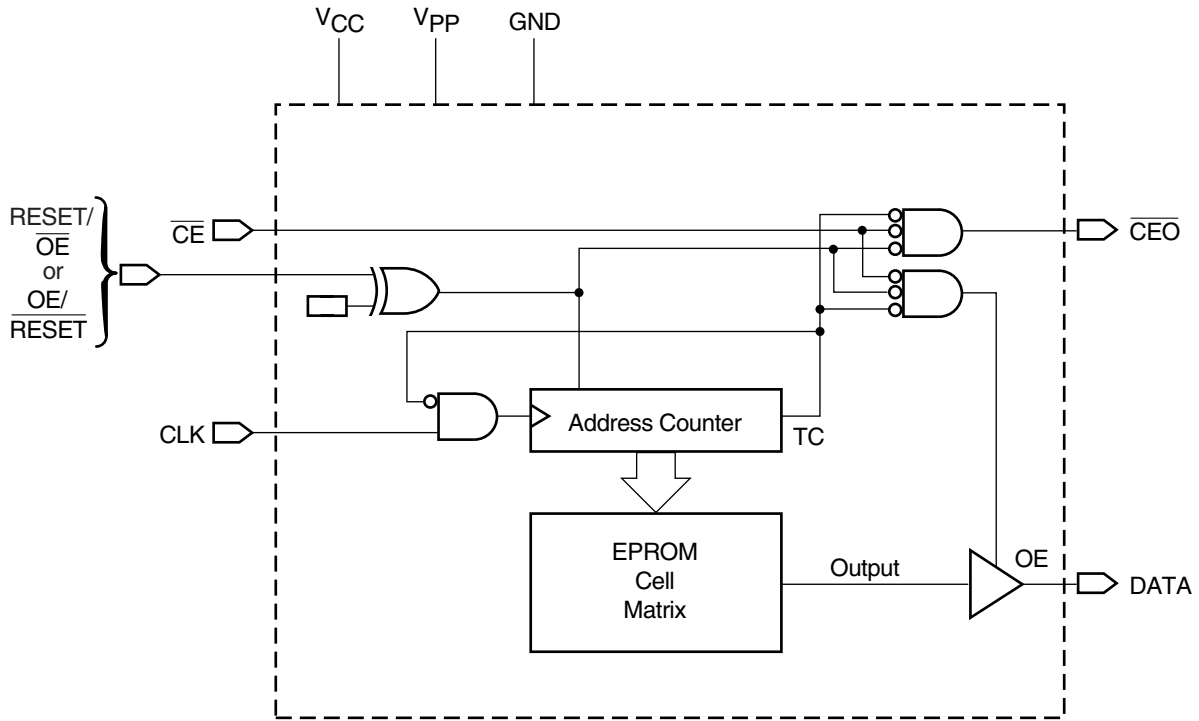 VCC
VPP
GND
RESET/
OE
or
OE/
RESET
CE
CEO
CLK
Address Counter
TC
EPROM
Cell
Matrix
Output
OE
DATA